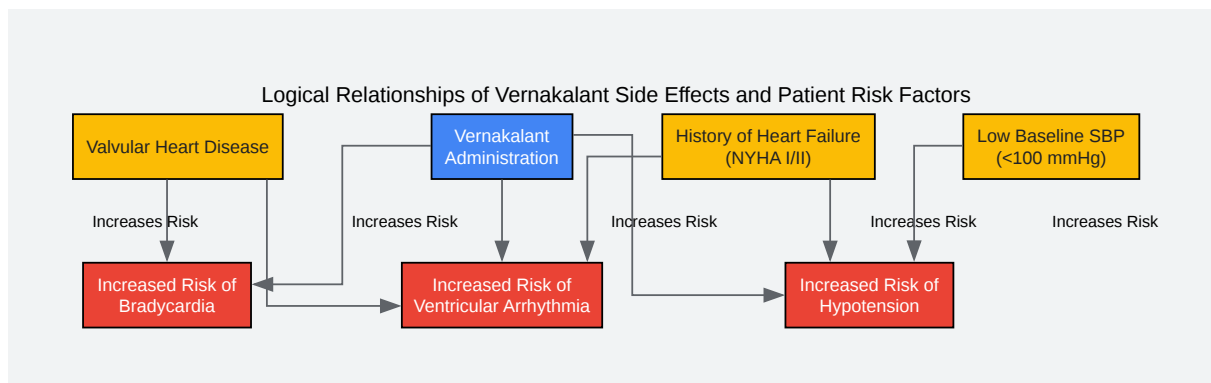 Logical Relationships of Vernakalant Side Effects and Patient Risk Factors
Valvular Heart Disease
Vernakalant
Administration
History of Heart Failure
(NYHA I/II)
Low Baseline SBP
(<100 mmHg)
Increases Risk
Increases Risk
Increases Risk
Increases Risk
Increases Risk
Increased Risk of
Bradycardia
Increased Risk of
Ventricular Arrhythmia
Increased Risk of
Hypotension